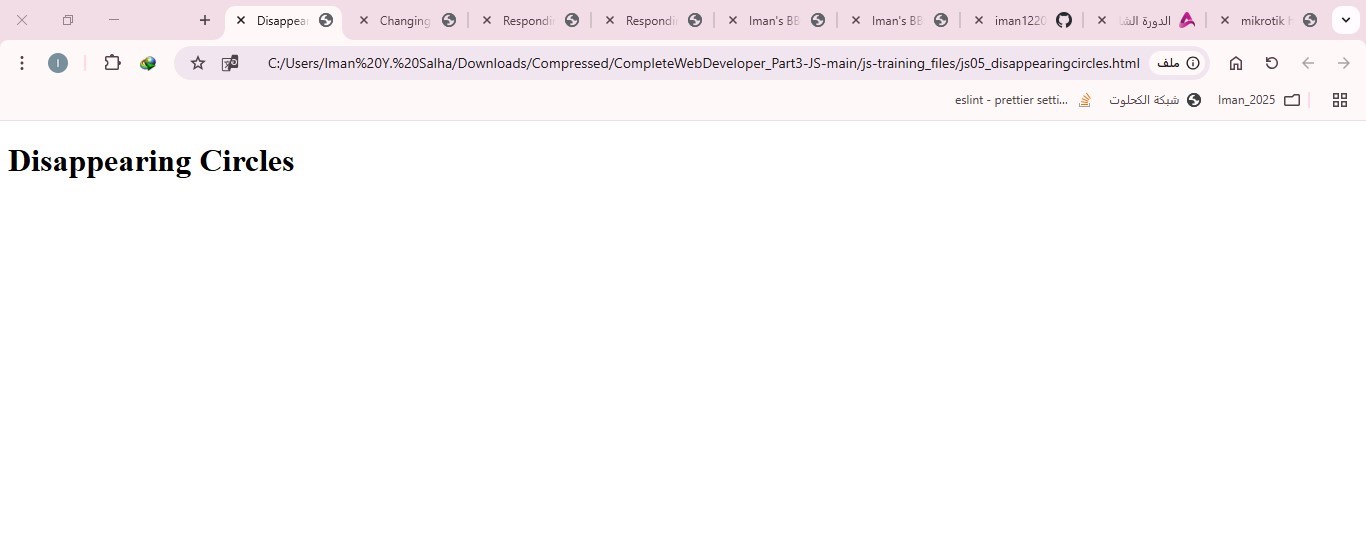 Disappear
Changing
Respondin
Respondin
Iman's BB
Iman's BB
iman1220
الدورة الشا
mikrotik
I
C:/Users/Iman%20Y.%20Salha/Downloads/Compressed/CompleteWebDeveloper_Part3-JS-main/js-training_files/js05_disappearingcircles.html ملف
eslint - prettier setti... شبكة الكحلوت Iman_2025
Disappearing Circles